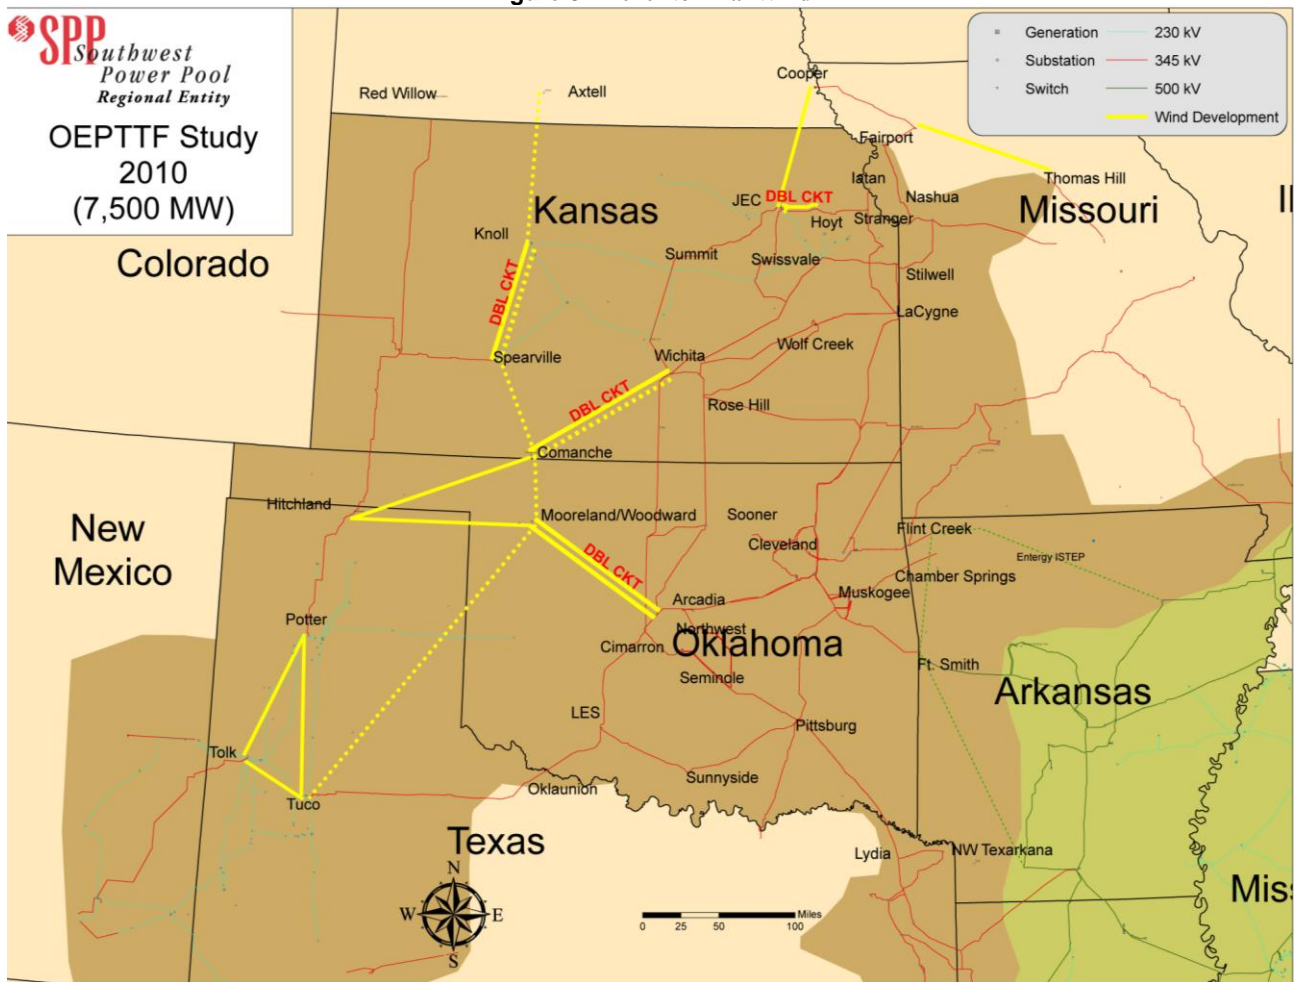 SPP
Southwest
Power Pool
Regional Entity
OEPTTF Study
2010
(7,500 MW)
Generation
230 kV
Substation
345 kV
Switch
500 kV
Wind Development
Cooper
Red Willow
Axtell
Fairport
Iatan
Thomas Hill
JEC
DBL CKT
Nashua
Kansas
Missouri
Hoyt
Stranger
Knoll
Colorado
Summit
Swissvale
Stilwell
DBL CKT
LaCygne
Spearville
Wichita
Wolf Creek
DBL CKT
Rose Hill
Comanche
Hitchland
Mooreland/Woodward
Sooner
New
Mexico
Cleveland
Flint Creek
Entergy ISTEP
DBL CKT
Chamber Springs
Muskogee
Arcadia
Potter
Northwest
Cimarron
Oklahoma
Ft. Smith
Seminole
Arkansas
LES
Pittsburg
Tolk
Sunnyside
Oklaunion
Tuco
Texas
Lydia
NW Texarkana
N
W
E
S
Miles
0 25 50 100